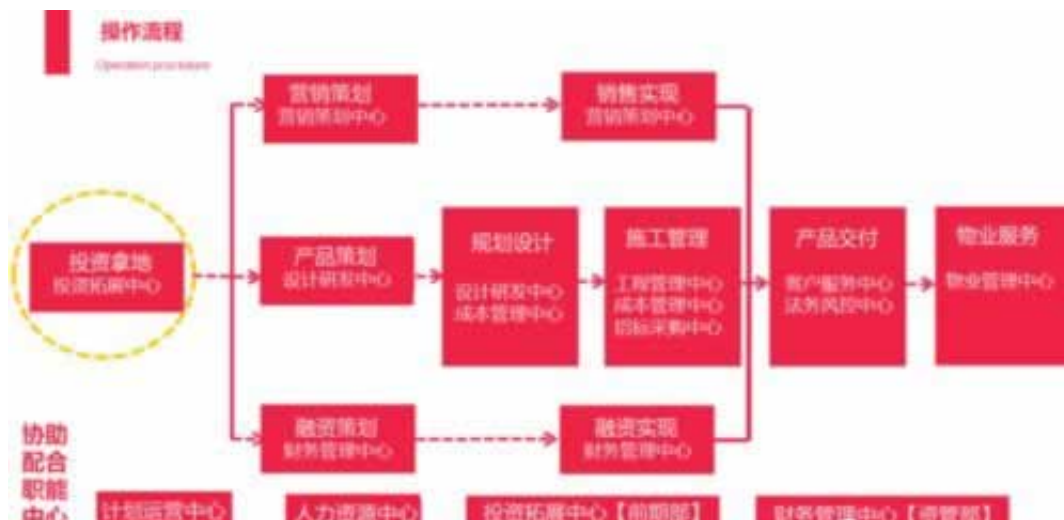 操作流程
Operation procedure
营销策划
营销策划中心
销售实现
营销策划中心
投资拿地
投资拓展中心
产品策划
设计研发中心
规划设计
设计研发中心
成本管理中心
施工管理
工程管理中心
成本管理中心
招标采购中心
产品交付
客户服务中心
法务风控中心
物业服务
物业管理中心
融资策划
财务管理中心
融资实现
财务管理中心
协助
配合
职能
中心
计划运营中心
人力资源中心
投资拓展中心【前期部】
财务管理中心【资管部】